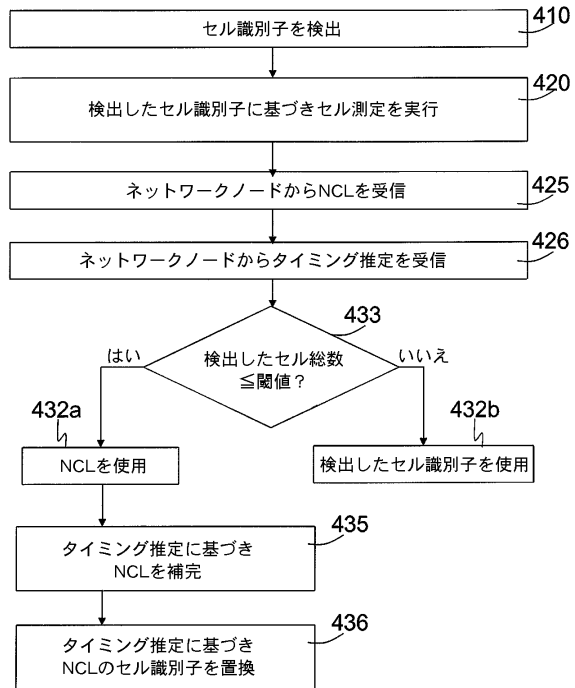 セル識別子を検出
410
検出したセル識別子に基づきセル測定を実行
420
ネットワークノードからNCLを受信
425
ネットワークノードからタイミング推定を受信
426
433
検出したセル総数
≦閾値？
はい
いいえ
432a
NCLを使用
432b
検出したセル識別子を使用
タイミング推定に基づき
NCLを補完
435
タイミング推定に基づき
NCLのセル識別子を置換
436